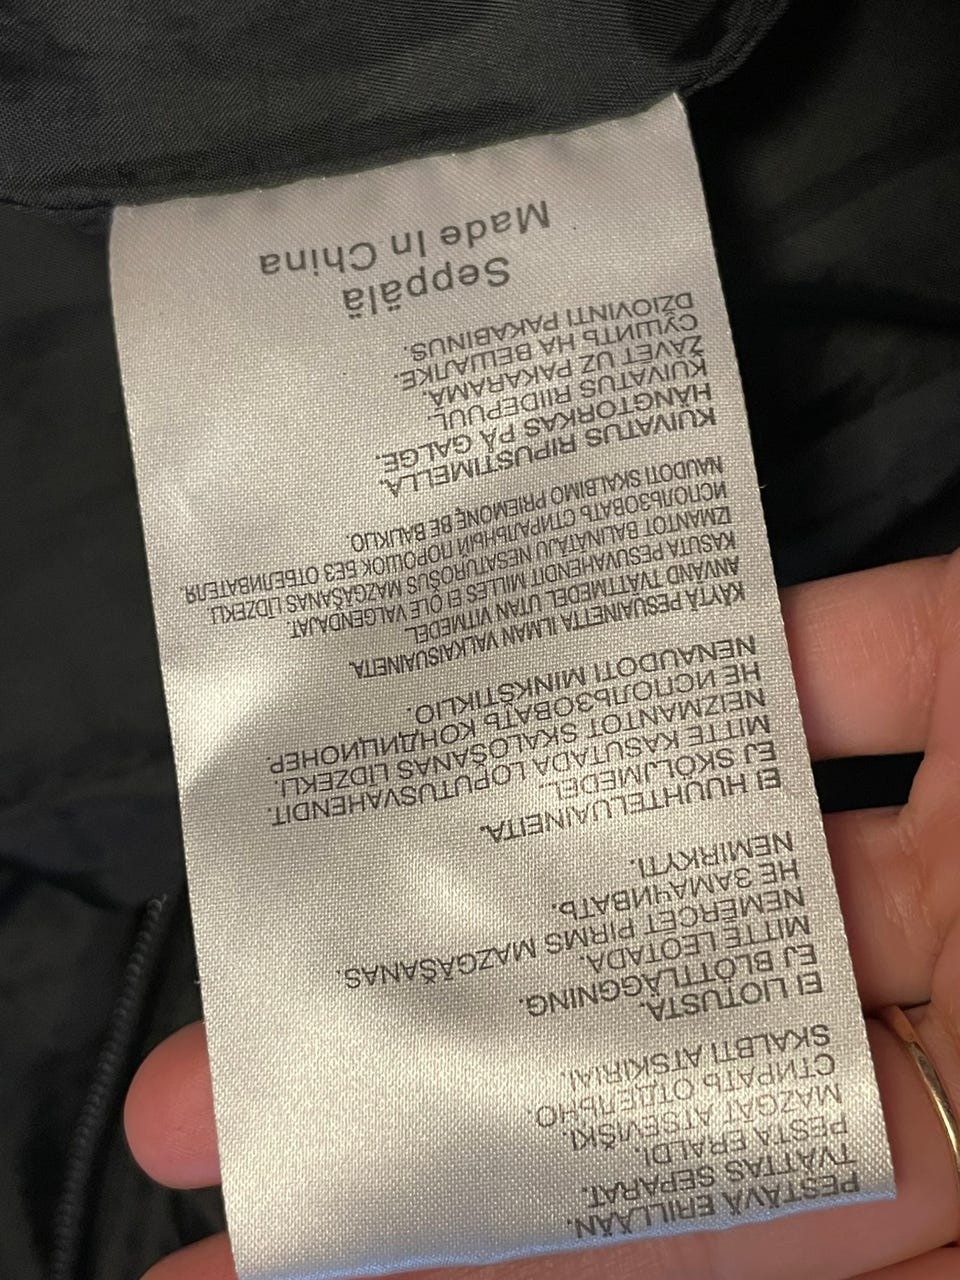 PESTÄVÄ ERILLÄÄN.
TVÄTTAS SEPARAT.
PESTA ERALDI.
MAZGĀT ATSEVIŠĶI.
СТИРАТЬ ОТДЕЛЬНО.
SKALBTI ATSKIRAI.
EI LIOTUSTA.
EJ BLÖTLÄGGNING.
MITTE LEOTADA.
NEMĒRCĒT PIRMS MAZGĀŠANAS.
НЕ ЗАМАЧИВАТЬ.
NEMIRKYTI.
EI HUUHTELUAINEITA.
EJ SKÖLJMEDEL.
MITTE KASUTADA LOPUTUSVAHENDIT.
NEIZMANTOT SKALOŠANAS LĪDZEKLI.
НЕ ИСПОЛЬЗОВАТЬ КОНДИЦИОНЕР.
NENAUDOTI MINKŠTIKLIO.
KÄYTÄ PESUAINETTA ILMAN VALKAISUAINEITA.
ANVÄND TVÄTTMEDEL UTAN VITMEDEL.
KASUTA PESUVAHENDIT MILLES EI OLE VALGENDAJAT.
IZMANTOT BALINĀTĀJU NESATUROŠUS MAZGĀŠANAS LĪDZEKLI.
ИСПОЛЬЗОВАТЬ СТИРАЛЬНЫЙ ПОРОШОК БЕЗ ОТБЕЛИВАТЕЛЯ.
NAUDOTI SKALBIMO PRIEMONĘ BE BALIKLIO.
KUIVATUS RIPUSTIMELLA.
HÄNGTORKAS PÅ GALGE.
KUIVATUS RIIDEPUUL.
ŽĀVĒT UZ PAKARAMĀ.
СУШИТЬ НА ВЕШАЛКЕ.
DŽIOVINTI PAKABINUS.
Seppälä
Made In China